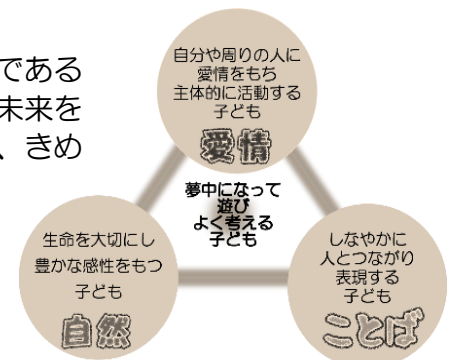 である
未来を
、きめ
自分や周りの人に
愛情をもち
主体的に活動する
子ども
愛情
夢中になって
遊び
よく考える
子ども
生命を大切にし
豊かな感性をもつ
子ども
自然
しなやかに
人とつながり
表現する
子ども
ことば